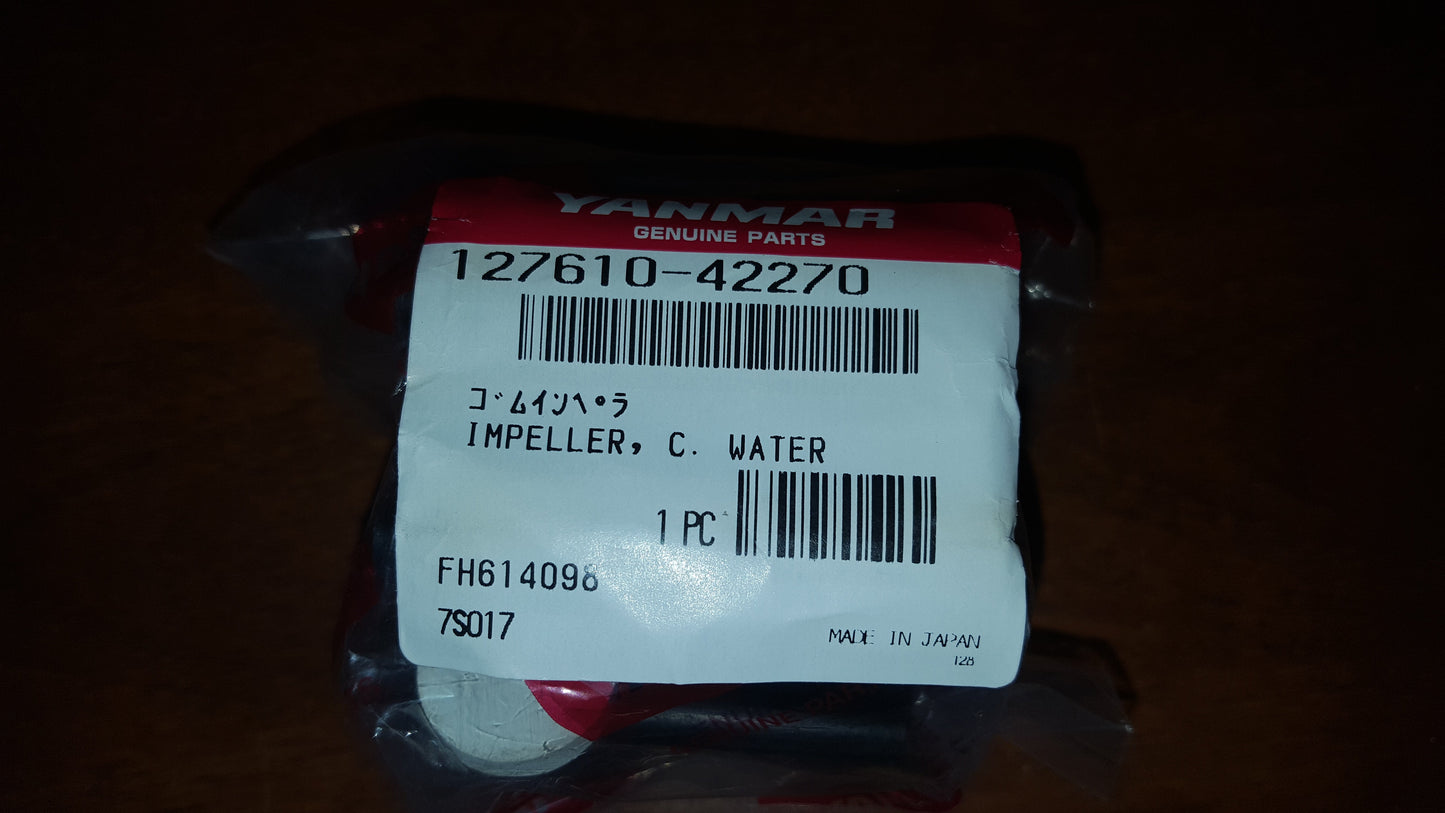 YANMAR
GENUINE PARTS
127610-42270
ｺﾞﾑｲﾝﾍﾟﾗ
IMPELLER, C. WATER
1 PC
FH614098
7S017
MADE IN JAPAN
128